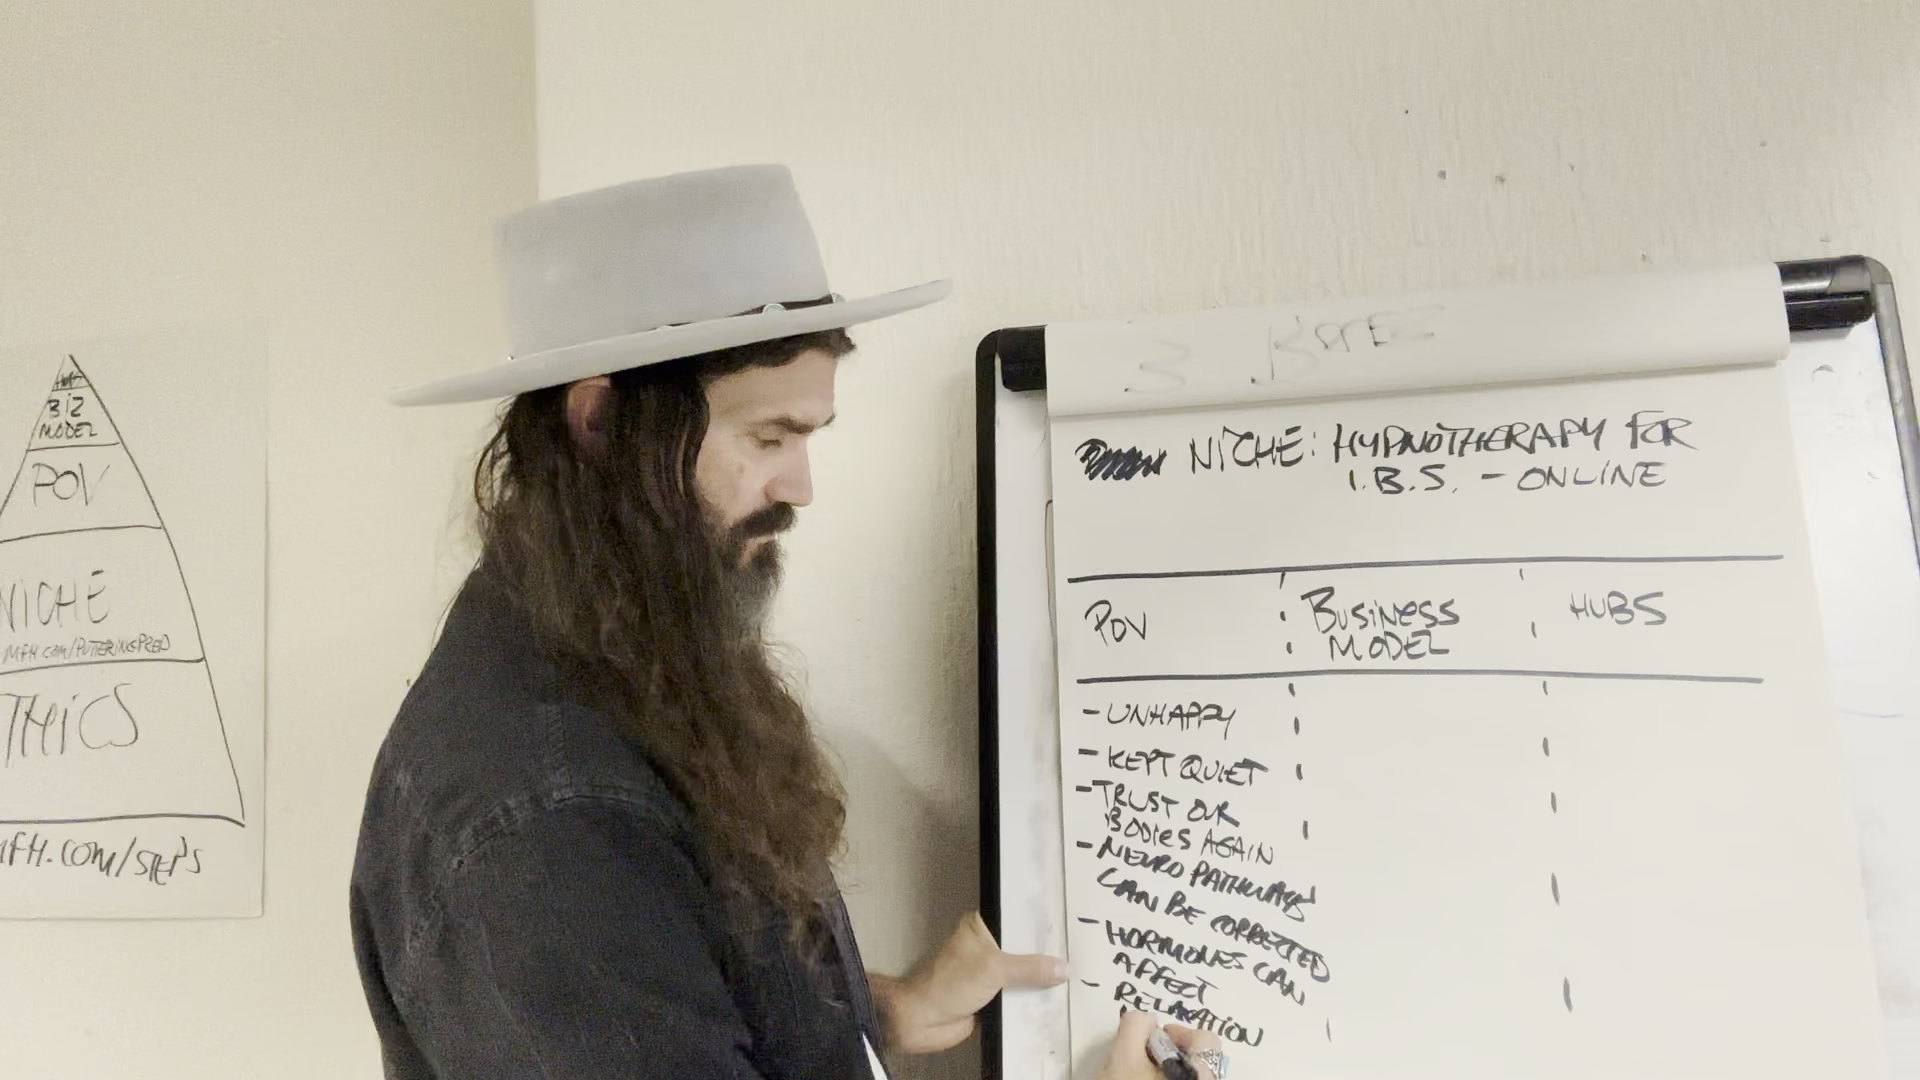 BIZ
MODEL
POV
NICHE
MFH.COM/PUTTERINSPRED
THICS
MFH.COM/STEPS
NICHE: HYPNOTHERAPY FOR
I.B.S. - ONLINE
POV
BUSINESS
MODEL
HUBS
- UNHAPPY
- KEPT QUIET
- TRUST OUR
BODIES AGAIN
- NEURO PATHWAYS
CAN BE CORRECTED
- HORMONES CAN
AFFECT
- RELAXATION